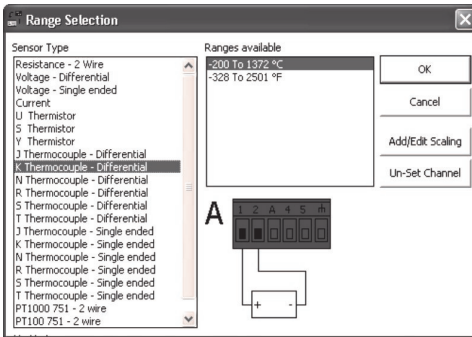 Range Selection
Sensor Type
Resistance - 2 Wire
Voltage - Differential
Voltage - Single ended
Current
U Thermistor
S Thermistor
Y Thermistor
J Thermocouple - Differential
K Thermocouple - Differential
N Thermocouple - Differential
R Thermocouple - Differential
S Thermocouple - Differential
T Thermocouple - Differential
J Thermocouple - Single ended
K Thermocouple - Single ended
N Thermocouple - Single ended
R Thermocouple - Single ended
S Thermocouple - Single ended
T Thermocouple - Single ended
PT1000 751 - 2 wire
PT100 751 - 2 wire
Ranges available
-200 To 1372 °C
-328 To 2501 °F
OK
Cancel
Add/Edit Scaling
Un-Set Channel
A
1 2 A 4 5
+ -